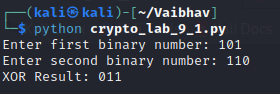 ┌──(kali㉿kali)-[~/Vaibhav]
└─$ python crypto_lab_9_1.py
Enter first binary number: 101
Enter second binary number: 110
XOR Result: 011